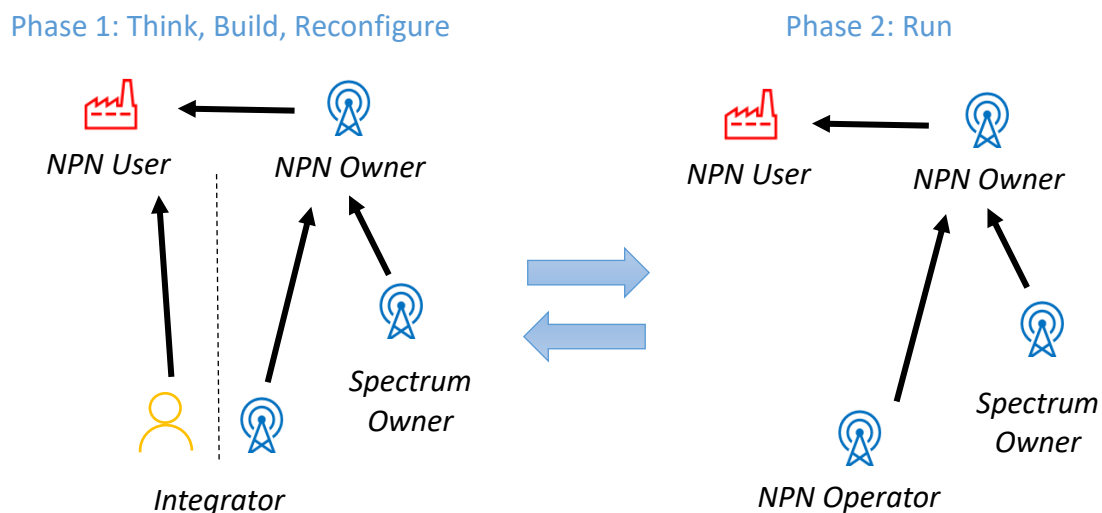 Phase 1: Think, Build, Reconfigure
Phase 2: Run
NPN User
NPN Owner
NPN User
NPN Owner
Spectrum
Owner
Spectrum
Owner
Integrator
NPN Operator